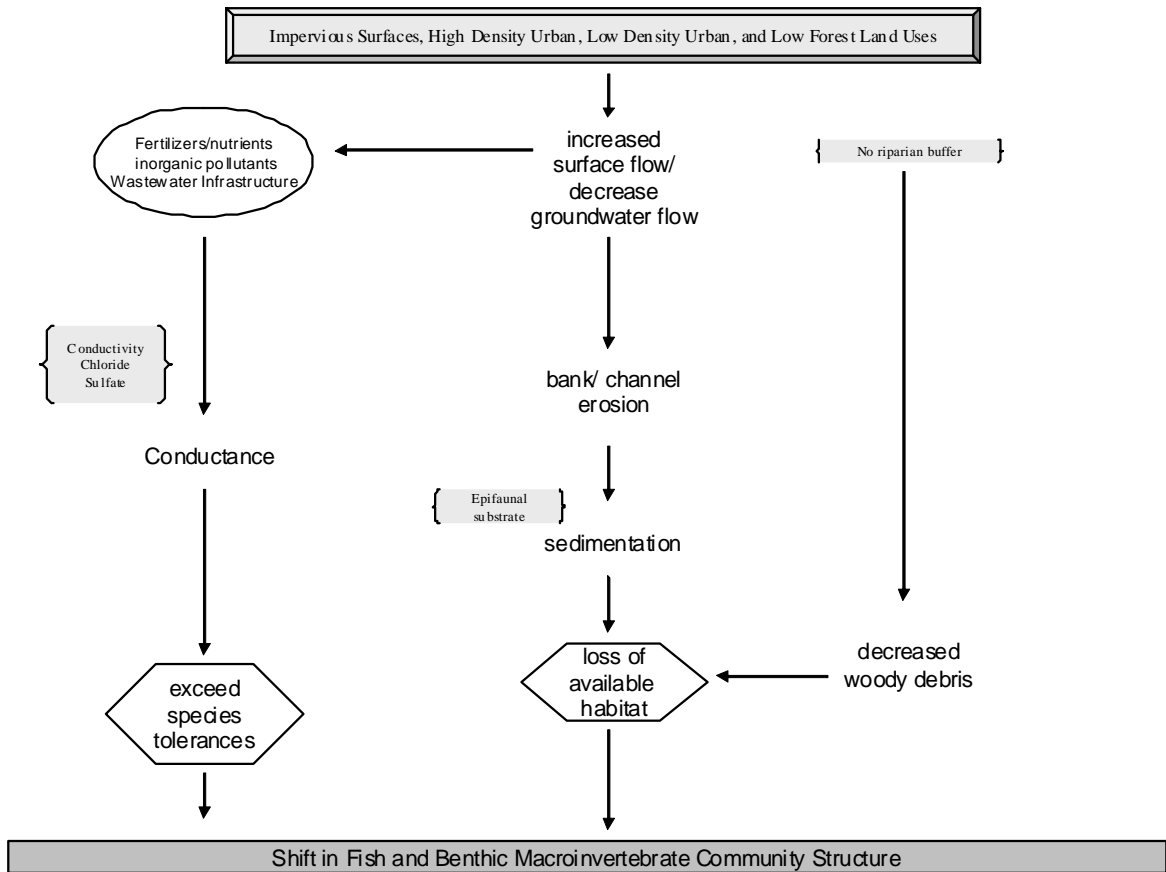 Impervious Surfaces, High Density Urban, Low Density Urban, and Low Forest Land Uses
Fertilizers/nutrients
inorganic pollutants
Wastewater Infrastructure
increased
surface flow/
decrease
groundwater flow
No riparian buffer
Conductivity
Chloride
Sulfate
bank/ channel
erosion
Conductance
Epifaunal
substrate
sedimentation
exceed
species
tolerances
loss of
available
habitat
decreased
woody debris
Shift in Fish and Benthic Macroinvertebrate Community Structure